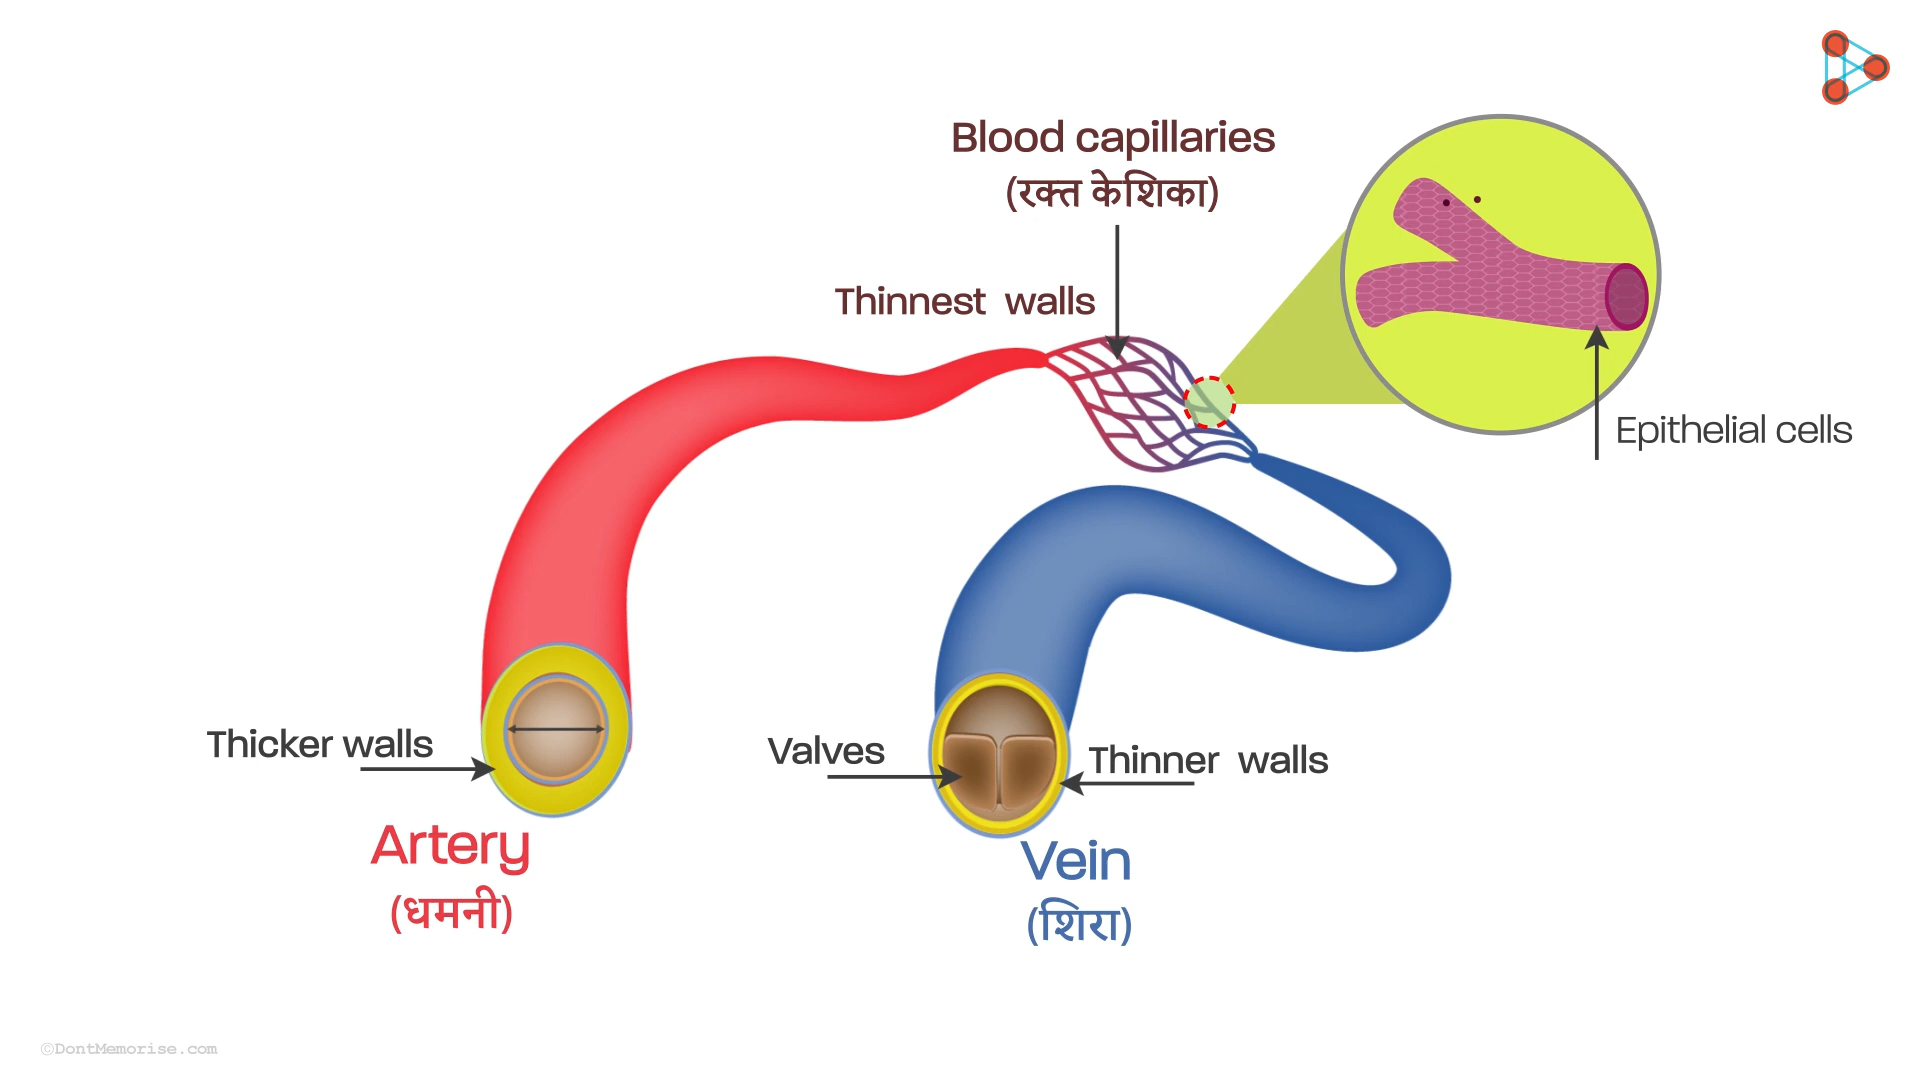 Blood capillaries
(रक्त केशिका)
Thinnest walls
Epithelial cells
Thicker walls
Valves
Thinner walls
Artery
(धमनी)
Vein
(शिरा)
©DontMemorise.com